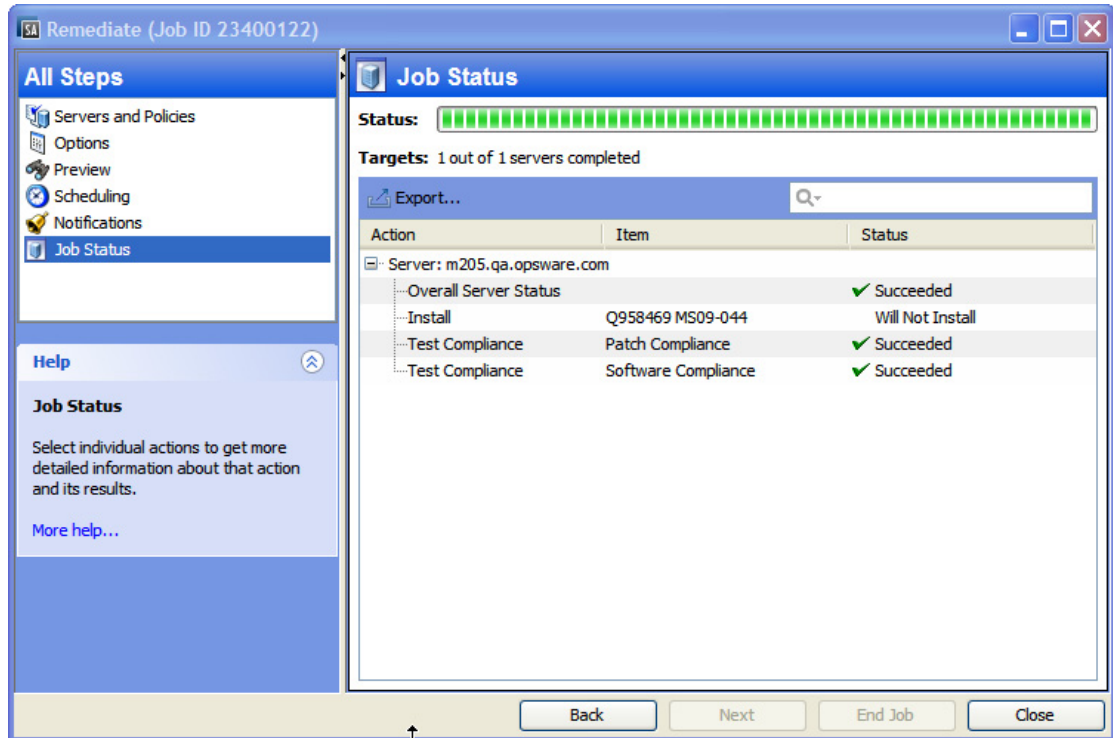 SA Remediate (Job ID 23400122)
All Steps
Servers and Policies
Options
Preview
Scheduling
Notifications
Job Status
Help
Job Status
Select individual actions to get more
detailed information about that action
and its results.
More help...
Job Status
Status:
Targets: 1 out of 1 servers completed
Export...
Action Item Status
Server: m205.qa.opsware.com
Overall Server Status Succeeded
Install Q958469 MS09-044 Will Not Install
Test Compliance Patch Compliance Succeeded
Test Compliance Software Compliance Succeeded
Back Next End Job Close